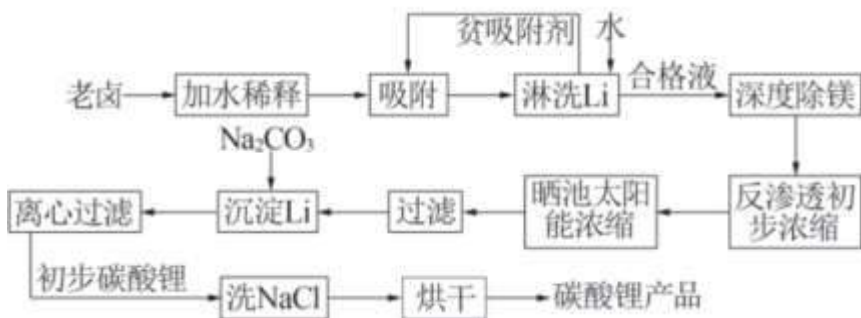 贫吸附剂 水
老卤 加水稀释 吸附 淋洗Li 合格液 深度除镁
Na₂CO₃
离心过滤 沉淀Li 过滤 晒池太阳能浓缩 反渗透初步浓缩
初步碳酸锂 洗NaCl 烘干 碳酸锂产品